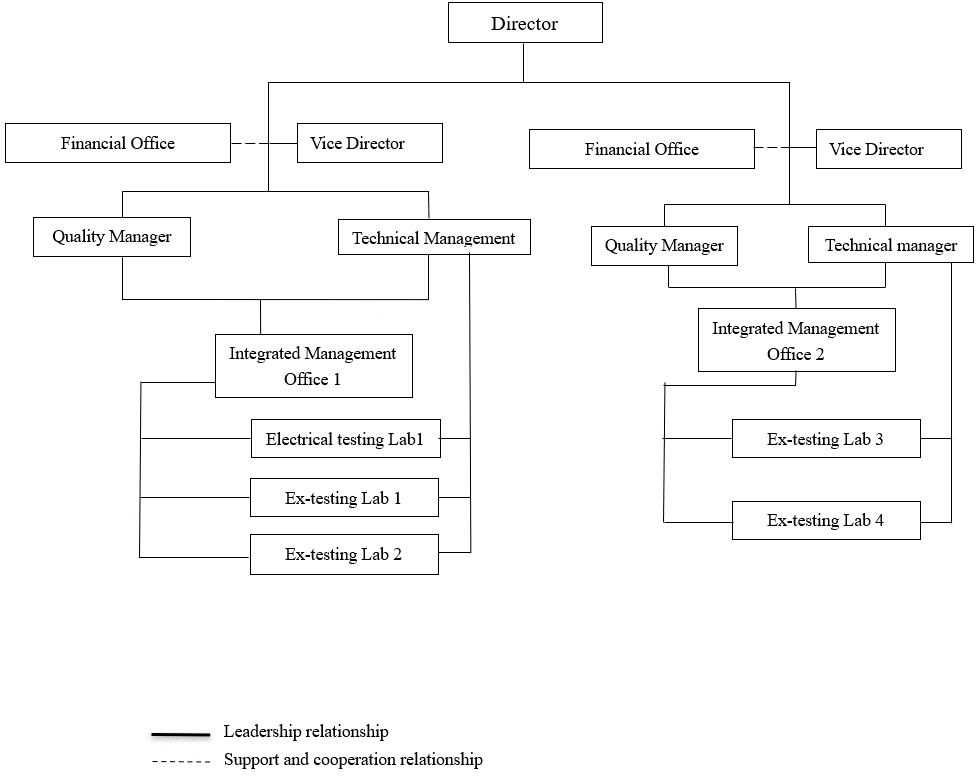 Director
Financial Office
Vice Director
Financial Office
Vice Director
Quality Manager
Technical Management
Quality Manager
Technical manager
Integrated Management
Office 1
Integrated Management
Office 2
Electrical testing Lab1
Ex-testing Lab 3
Ex-testing Lab 1
Ex-testing Lab 4
Ex-testing Lab 2
Leadership relationship
Support and cooperation relationship